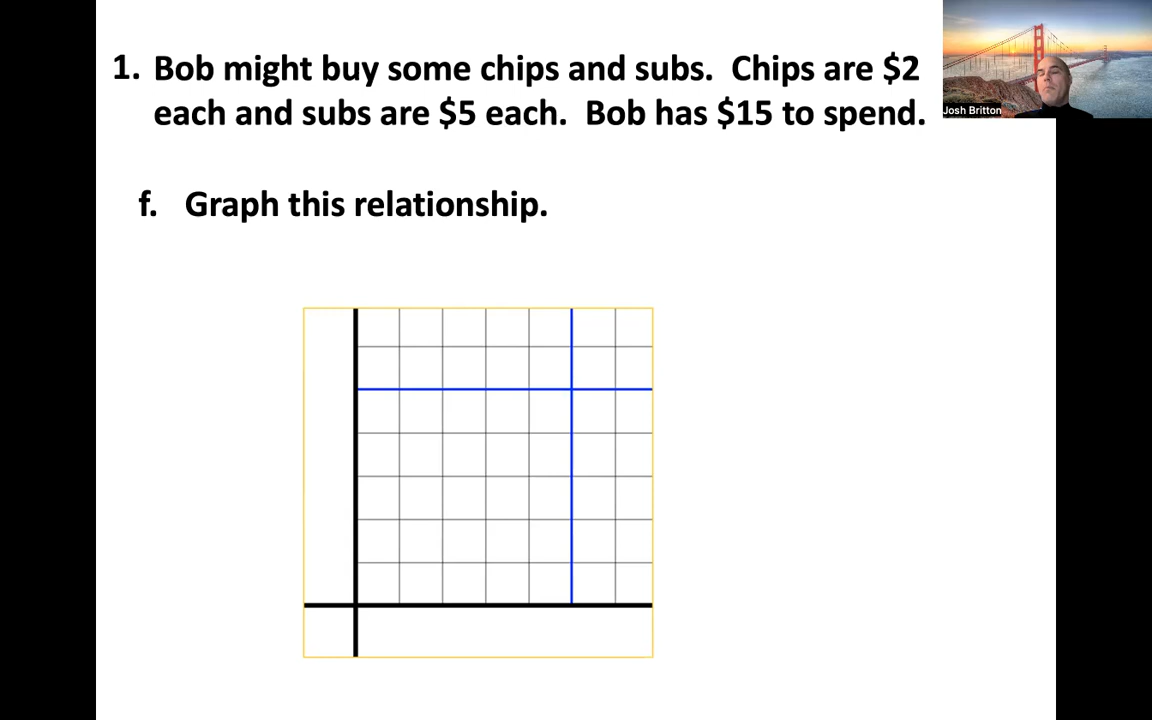 1. Bob might buy some chips and subs. Chips are $2
each and subs are $5 each. Bob has $15 to spend.
Josh Britton
f. Graph this relationship.